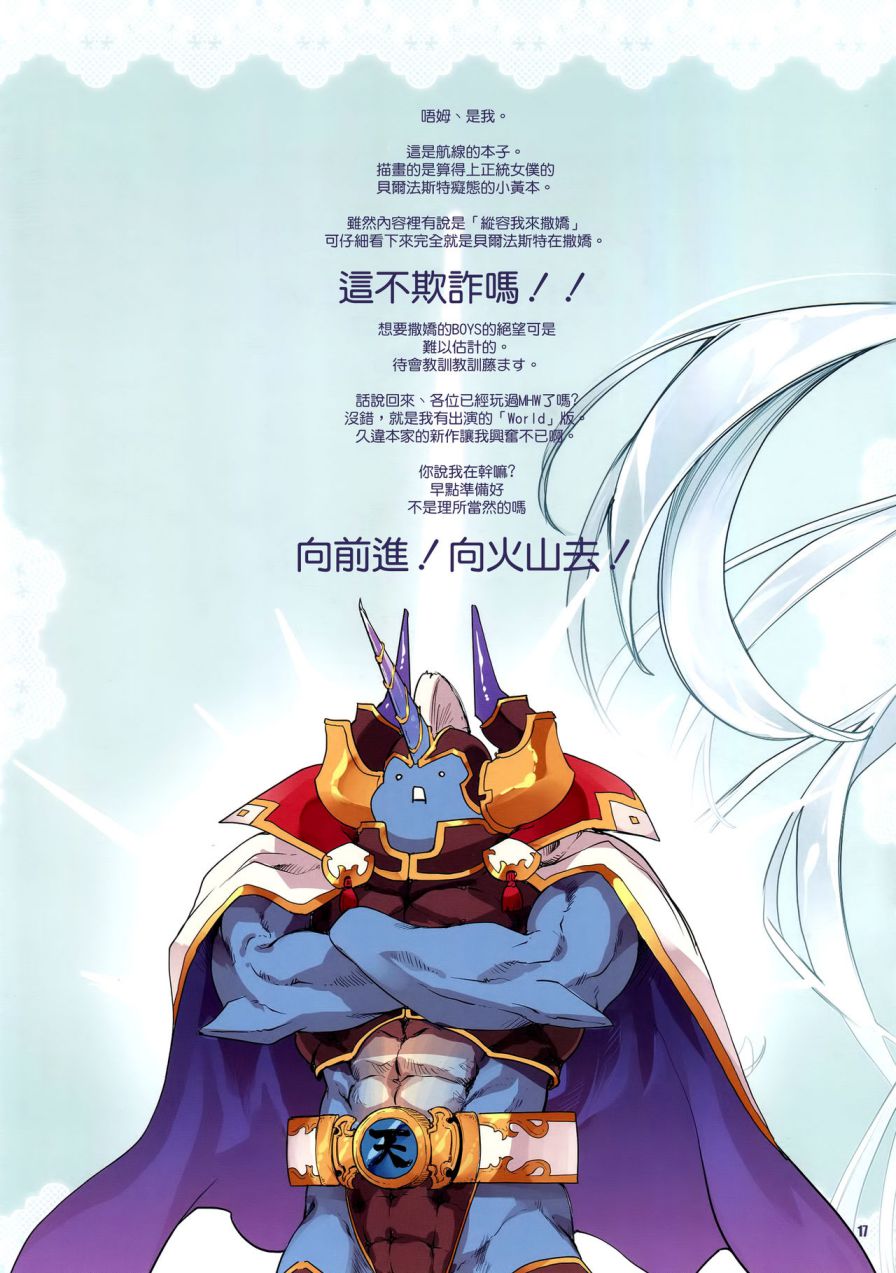 唔姆、是我。
這是航線的本子。
描畫的是算得上正統女僕的
貝爾法斯特癡態的小黃本。
雖然內容裡有說是「縱容我來撒嬌」
可仔細看下來完全就是貝爾法斯特在撒嬌。
這不欺詐嗎！！
想要撒嬌的BOYS的絕望可是
難以估計的。
待會教訓教訓藤ます。
話說回來、各位已經玩過MHW了嗎?
沒錯，就是我有出演的「World」版。
久違本家的新作讓我興奮不已啊。
你說我在幹嘛?
早點準備好
不是理所當然的嗎
向前進！向火山去！
天
17